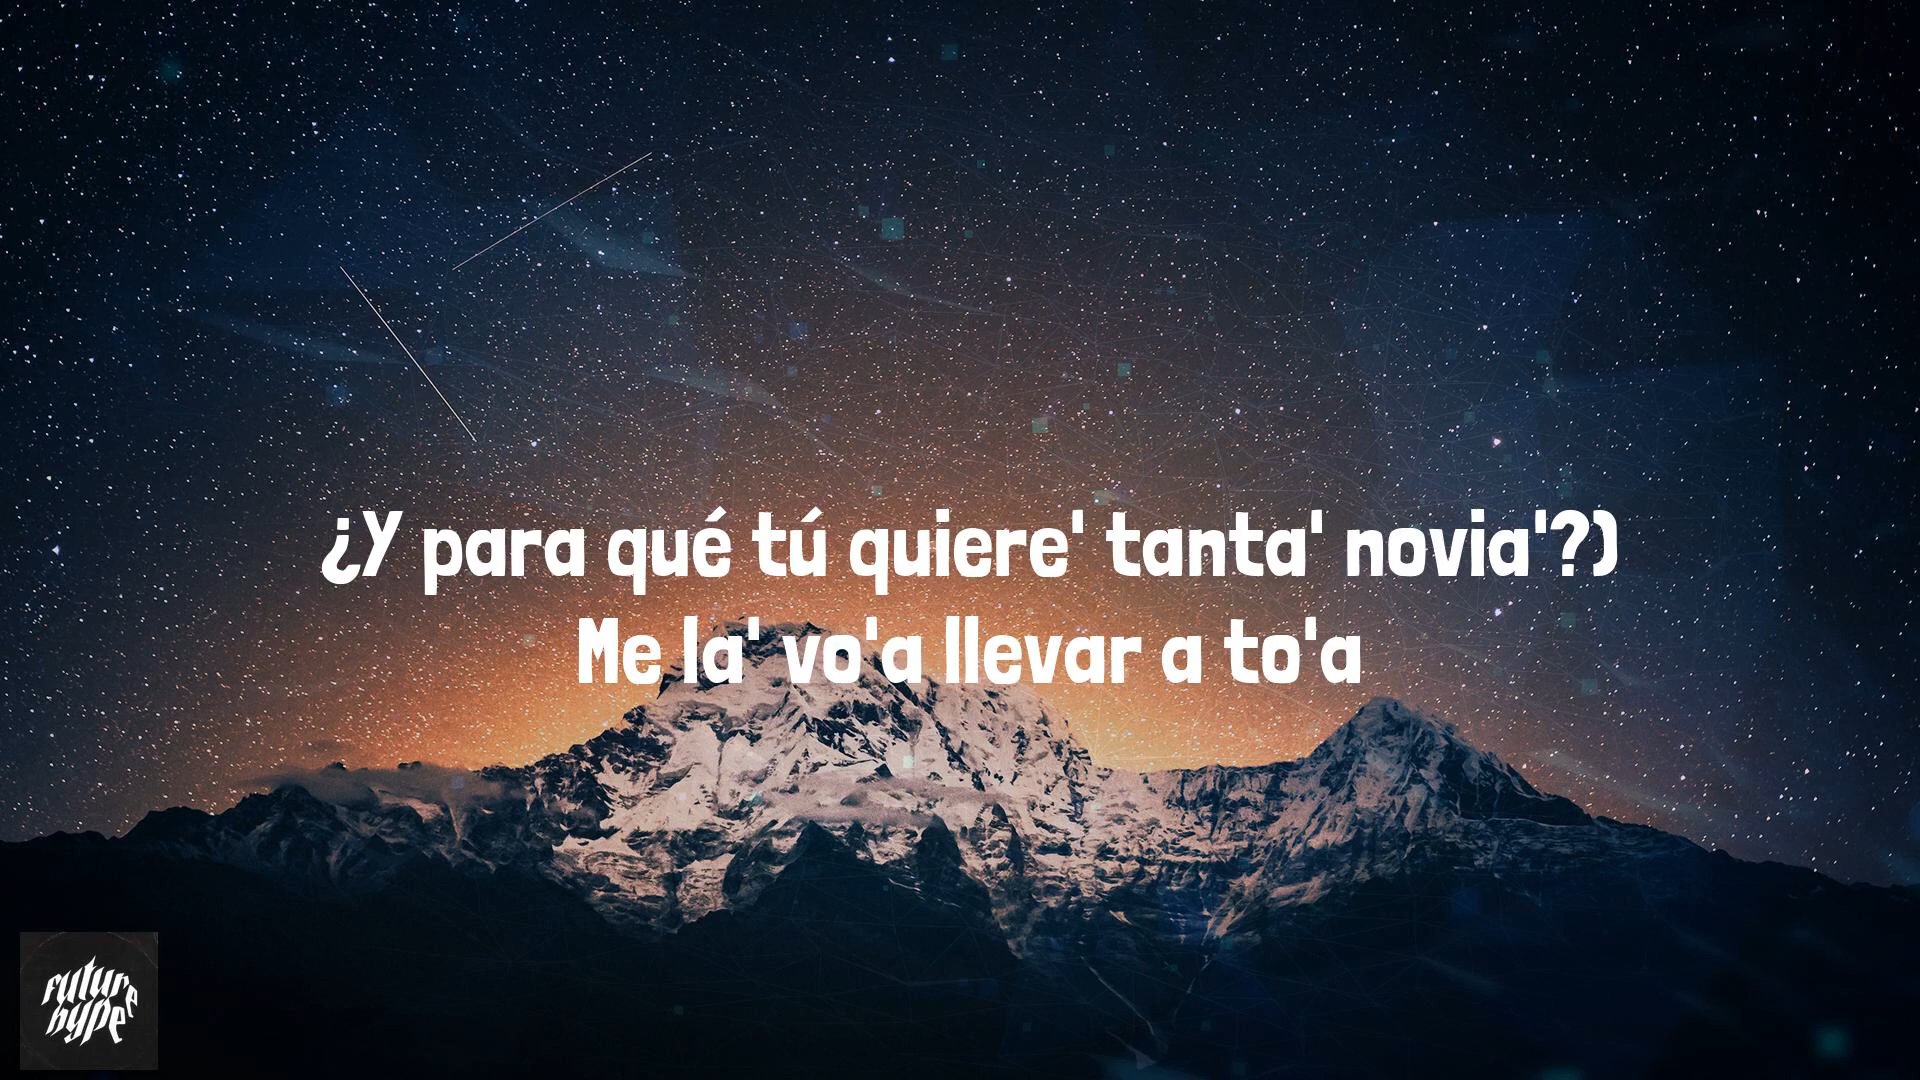 ¿Y para qué tú quiere' tanta' novia'?)
Me la' vo'a llevar a to'a
future
hype